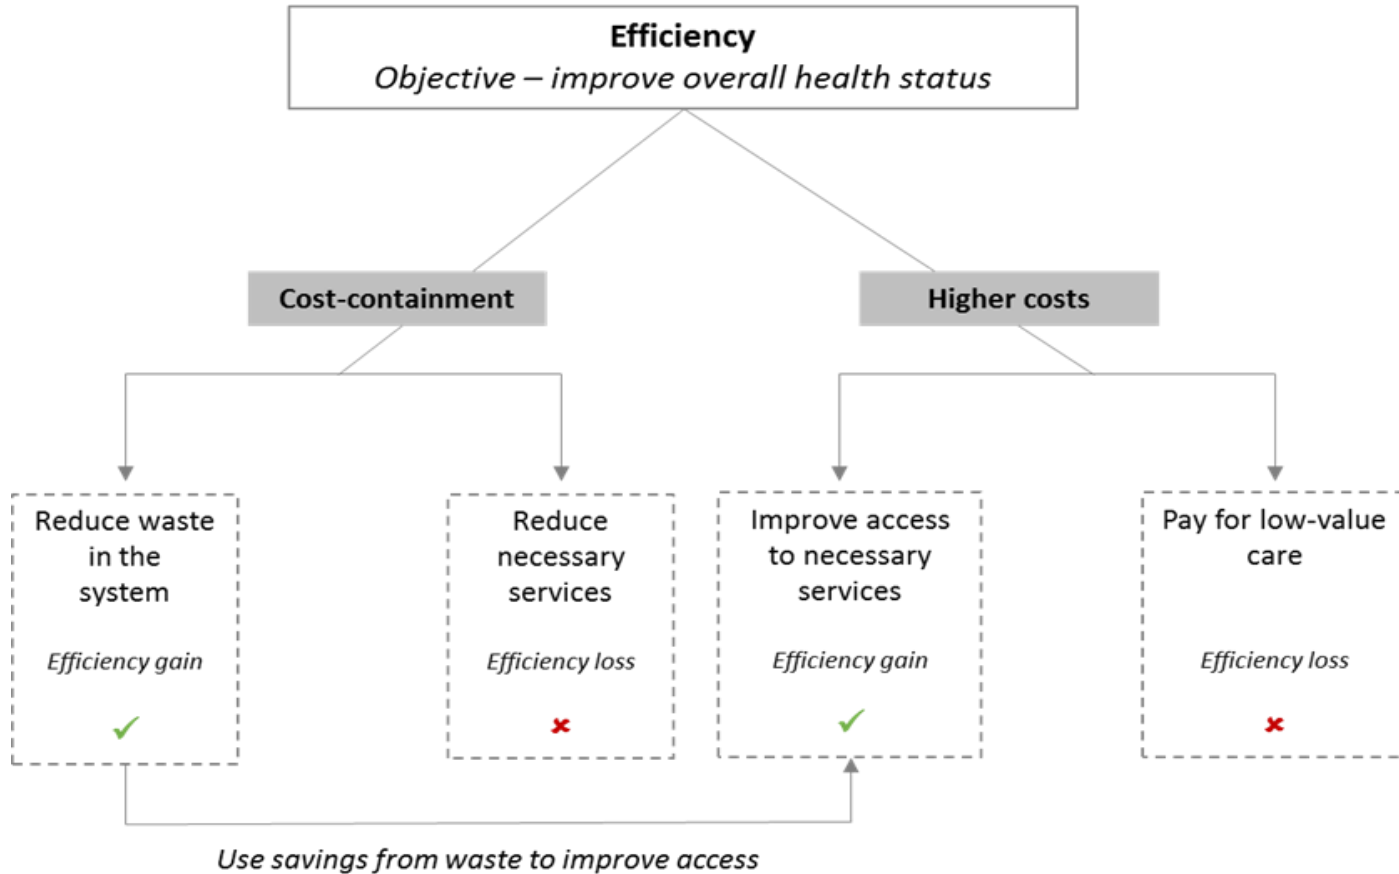 Efficiency
Objective – improve overall health status
Cost-containment
Higher costs
Reduce waste
in the
system
Efficiency gain
Reduce
necessary
services
Efficiency loss
Improve access
to necessary
services
Efficiency gain
Pay for low-value
care
Efficiency loss
Use savings from waste to improve access